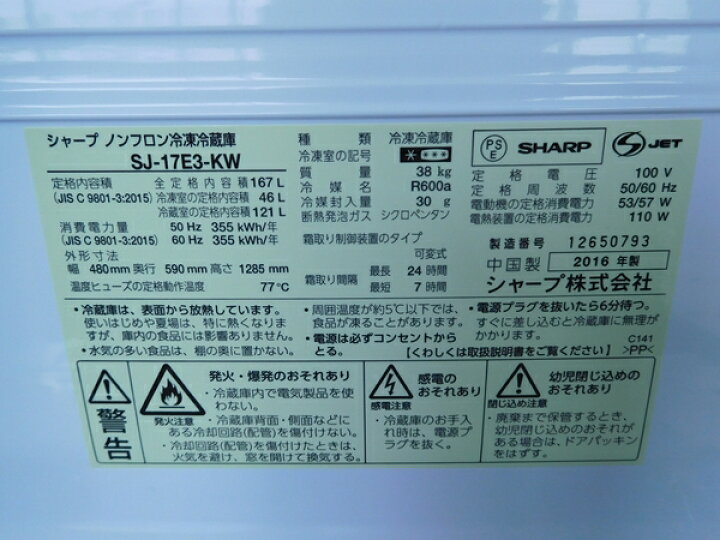 シャープ ノンフロン冷凍冷蔵庫
SJ-17E3-KW
定格内容積 全定格内容積 167 L
(JIS C 9801-3:2015) 冷凍室の定格内容積 46 L
冷蔵室の定格内容積 121 L
消費電力量 50 Hz 355 kWh/年
(JIS C 9801-3:2015) 60 Hz 355 kWh/年
外形寸法
幅 480mm 奥行 590mm 高さ 1285mm
温度ヒューズの定格動作温度 77℃
種類 冷凍冷蔵庫
冷凍室の記号
質量 38 kg
冷媒名 R600a
冷媒封入量 30 g
断熱発泡ガス シクロペンタン
霜取り制御装置のタイプ
可変式
霜取り間隔 最長 24 時間
最短 7 時間
PS
E
SHARP
JET
定格電圧 100 V
定格周波数 50/60 Hz
電動機の定格消費電力 53/57 W
電熱装置の定格消費電力 110 W
製造番号 12650793
中国製 2016 年製
シャープ株式会社
・冷蔵庫は、表面から放熱しています。
使いはじめや夏場は、特に熱くなりま
すが、庫内の食品には影響ありません。
・水気の多い食品は、棚の奥に置かない。
・周囲温度が約5℃以下では、
食品が凍ることがあります。
・電源は必ずコンセントから
とる。
・電源プラグを抜いたら6分待つ。
すぐに差し込むと冷蔵庫に無理が
かかります。
【くわしくは取扱説明書をご覧ください】
C141
>PP<
警告
発火・爆発のおそれあり
発火注意
・冷蔵庫内で電気製品を使
わない。
・冷蔵庫背面・側面などに
ある冷却回路(配管)を傷付けない。
・冷却回路(配管)を傷付けたときは、
火気を避け、窓を開けて換気する。
感電の
おそれあり
感電注意
・冷蔵庫のお手入
れ時は、電源プ
ラグを抜く。
幼児閉じ込めの
おそれあり
閉じ込め注意
・廃棄まで保管するとき、
幼児閉じ込めのおそれが
ある場合は、ドアパッキン
をはずす。